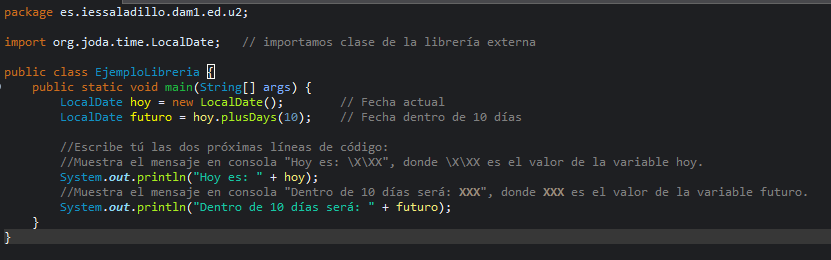 package es.iessaladillo.dam1.ed.u2;
import org.joda.time.LocalDate;   // importamos clase de la librería externa
public class EjemploLibreria {
    public static void main(String[] args) {
        LocalDate hoy = new LocalDate();        // Fecha actual
        LocalDate futuro = hoy.plusDays(10);    // Fecha dentro de 10 días
        //Escribe tú las dos próximas líneas de código:
        //Muestra el mensaje en consola "Hoy es: \X\XX", donde \X\XX es el valor de la variable hoy.
        System.out.println("Hoy es: " + hoy);
        //Muestra el mensaje en consola "Dentro de 10 días será: XXX", donde XXX es el valor de la variable futuro.
        System.out.println("Dentro de 10 días será: " + futuro);
    }
}